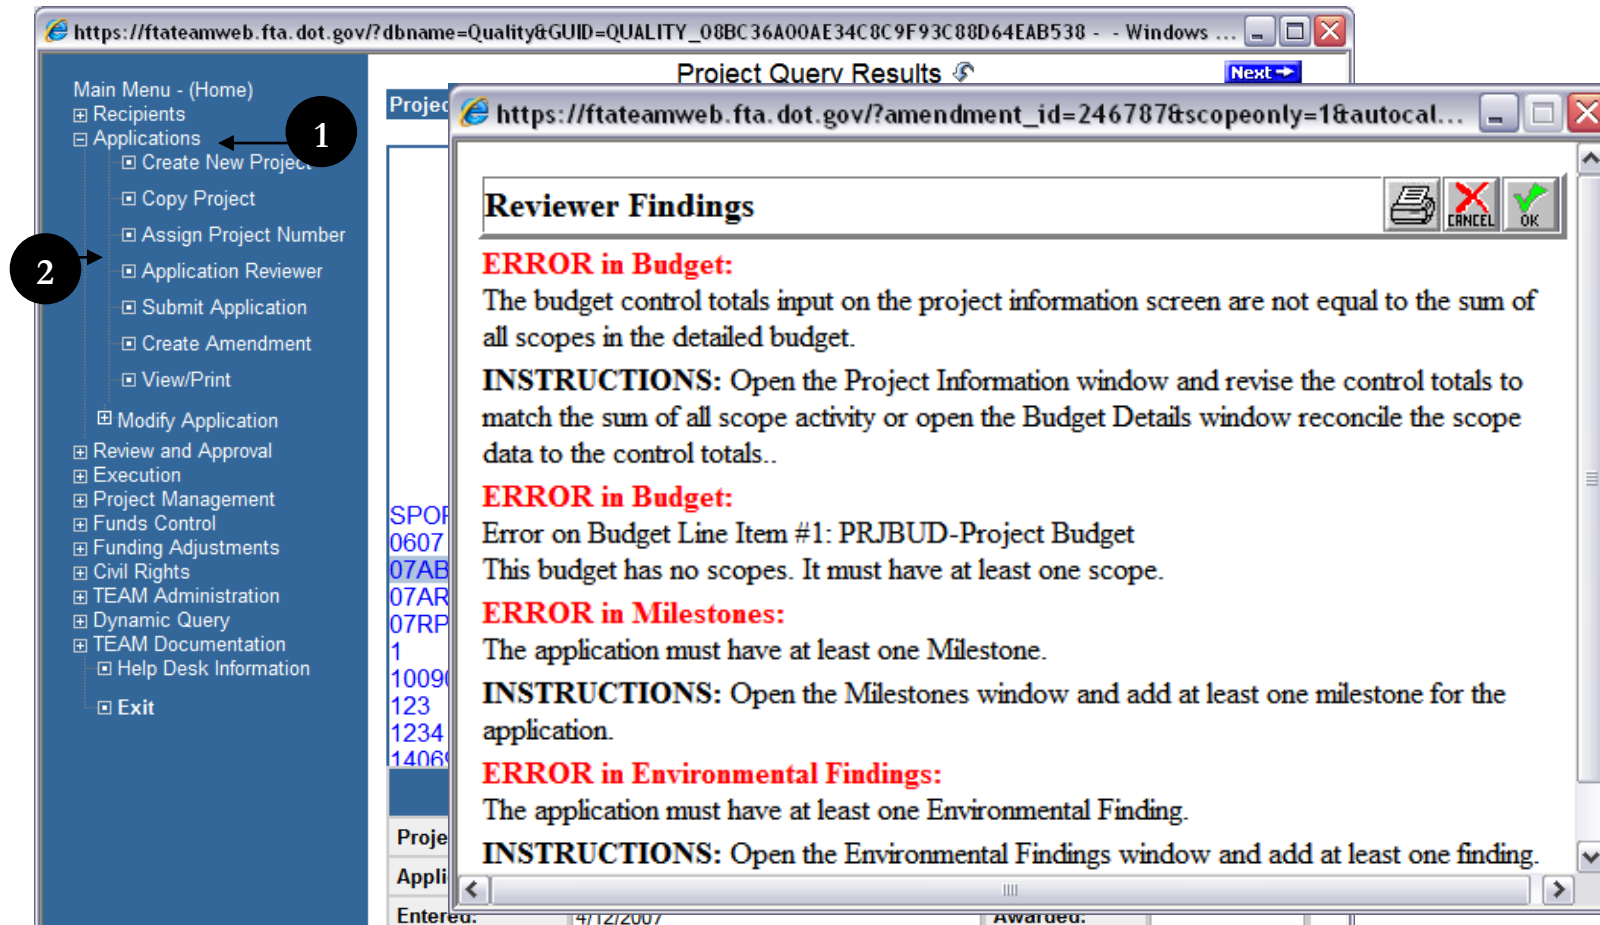 https://ftateamweb.fta.dot.gov/?dbname=Quality&GUID=QUALITY_08BC36A00AE34C8C9F93C88D64EAB538 - - Windows ...
Project Query Results
Next
Main Menu - (Home)
Recipients
Applications
1
Create New Project
Copy Project
Assign Project Number
2
Application Reviewer
Submit Application
Create Amendment
View/Print
Modify Application
Review and Approval
Execution
Project Management
Funds Control
Funding Adjustments
Civil Rights
TEAM Administration
Dynamic Query
TEAM Documentation
Help Desk Information
Exit
Projec
SPOF
0607
07AB
07AR
07RP
1
10090
123
1234
14069
Proje
Appli
Entered: 4/12/2007 Awarded:
https://ftateamweb.fta.dot.gov/?amendment_id=246787&scopeonly=1&autocal...
Reviewer Findings
CANCEL
OK
ERROR in Budget:
The budget control totals input on the project information screen are not equal to the sum of
all scopes in the detailed budget.
INSTRUCTIONS: Open the Project Information window and revise the control totals to
match the sum of all scope activity or open the Budget Details window reconcile the scope
data to the control totals..
ERROR in Budget:
Error on Budget Line Item #1: PRJBUD-Project Budget
This budget has no scopes. It must have at least one scope.
ERROR in Milestones:
The application must have at least one Milestone.
INSTRUCTIONS: Open the Milestones window and add at least one milestone for the
application.
ERROR in Environmental Findings:
The application must have at least one Environmental Finding.
INSTRUCTIONS: Open the Environmental Findings window and add at least one finding.